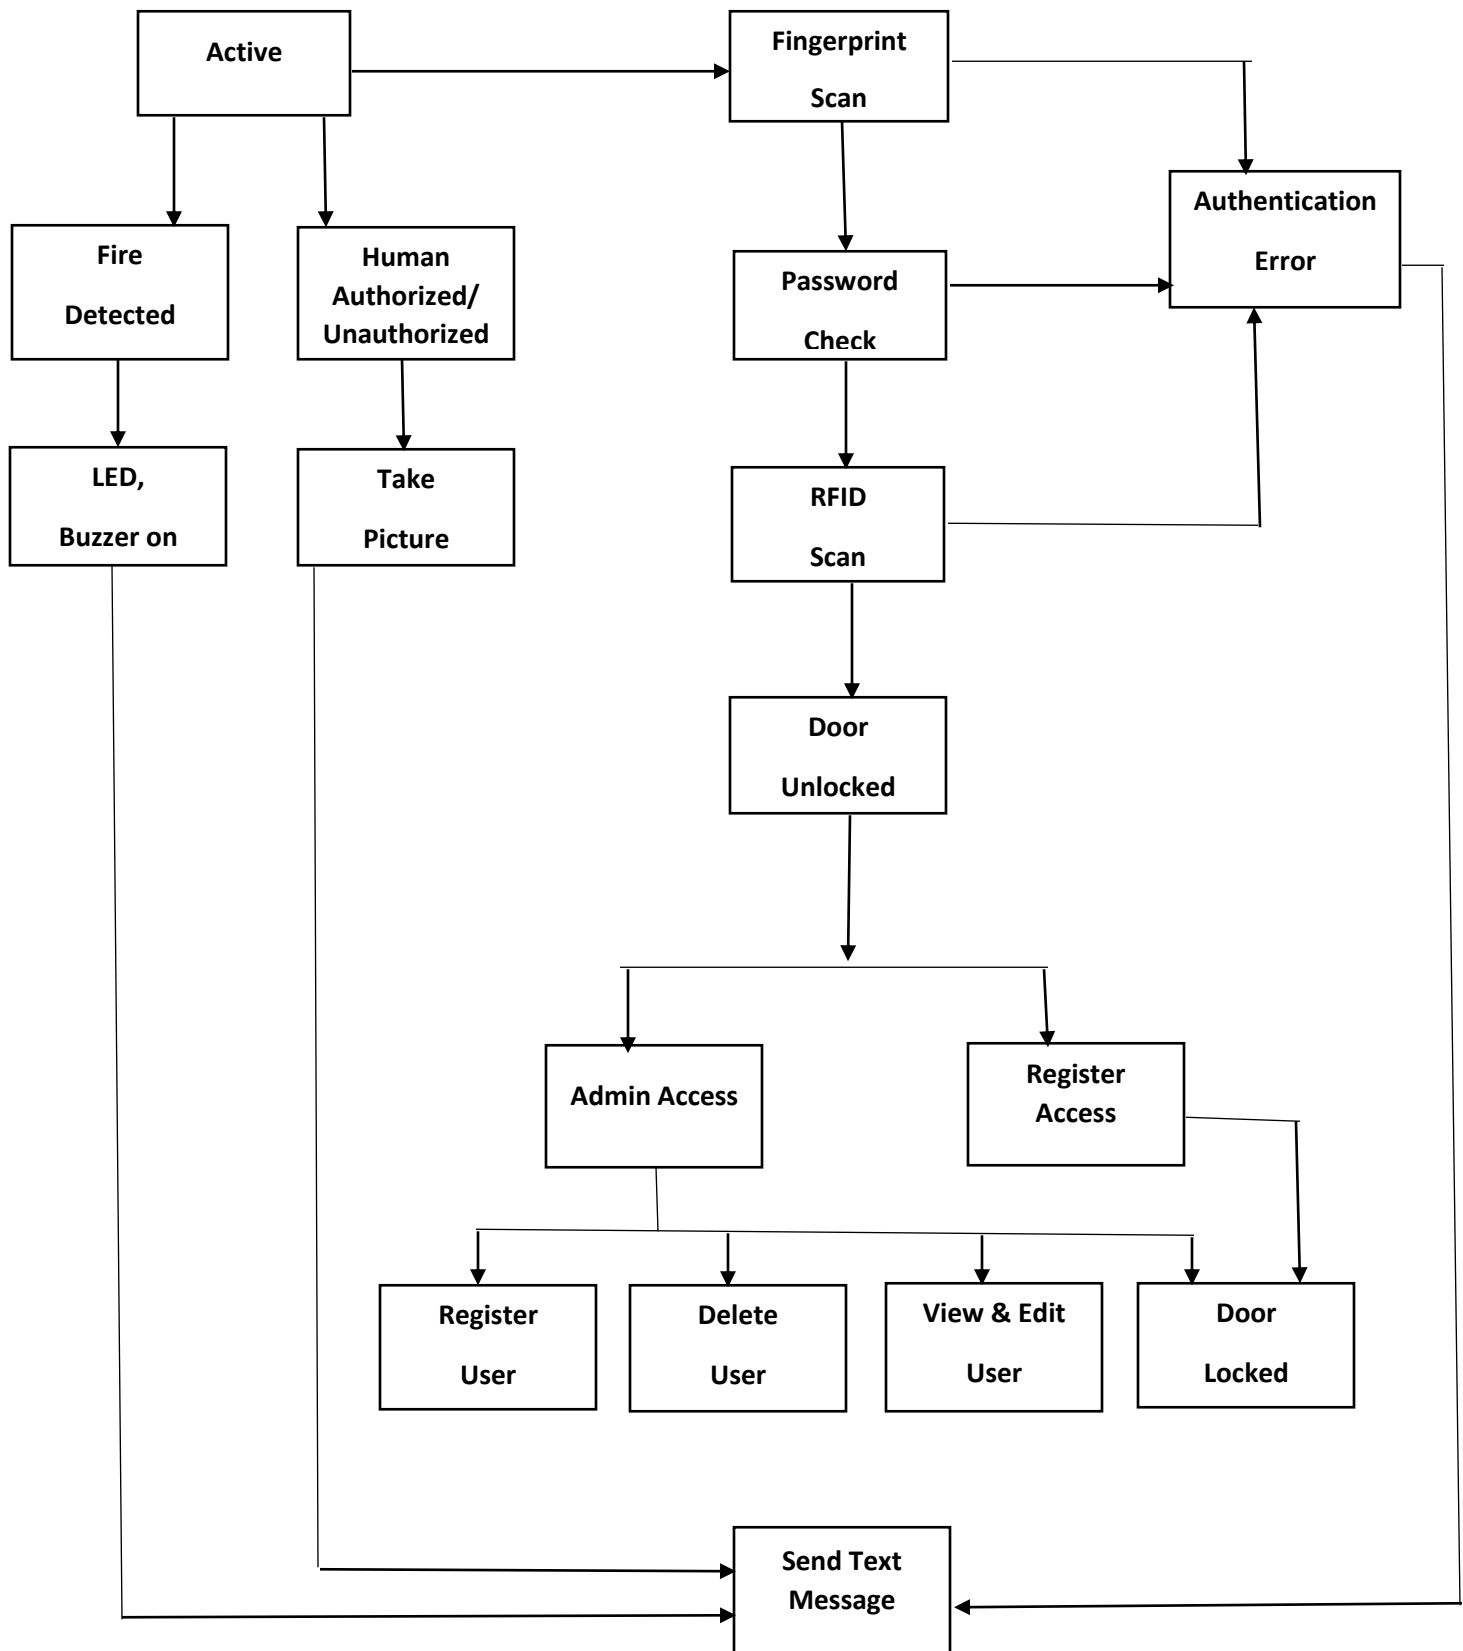 Active
Fingerprint
Scan
Authentication
Error
Fire
Detected
Human
Authorized/
Unauthorized
Password
Check
LED,
Buzzer on
Take
Picture
RFID
Scan
Door
Unlocked
Admin Access
Register
Access
Register
User
Delete
User
View & Edit
User
Door
Locked
Send Text
Message